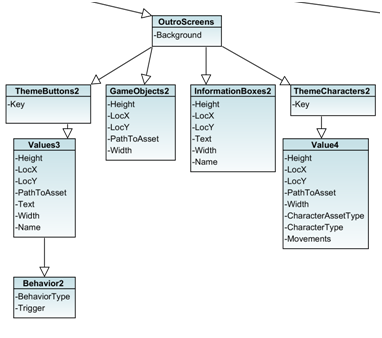 OutroScreens
-Background
ThemeButtons2
-Key
GameObjects2
-Height
-LocX
-LocY
-PathToAsset
-Width
InformationBoxes2
-Height
-LocX
-LocY
-Text
-Width
-Name
ThemeCharacters2
-Key
Values3
-Height
-LocX
-LocY
-PathToAsset
-Text
-Width
-Name
Value4
-Height
-LocX
-LocY
-PathToAsset
-Width
-CharacterAssetType
-CharacterType
-Movements
Behavior2
-BehaviorType
-Trigger